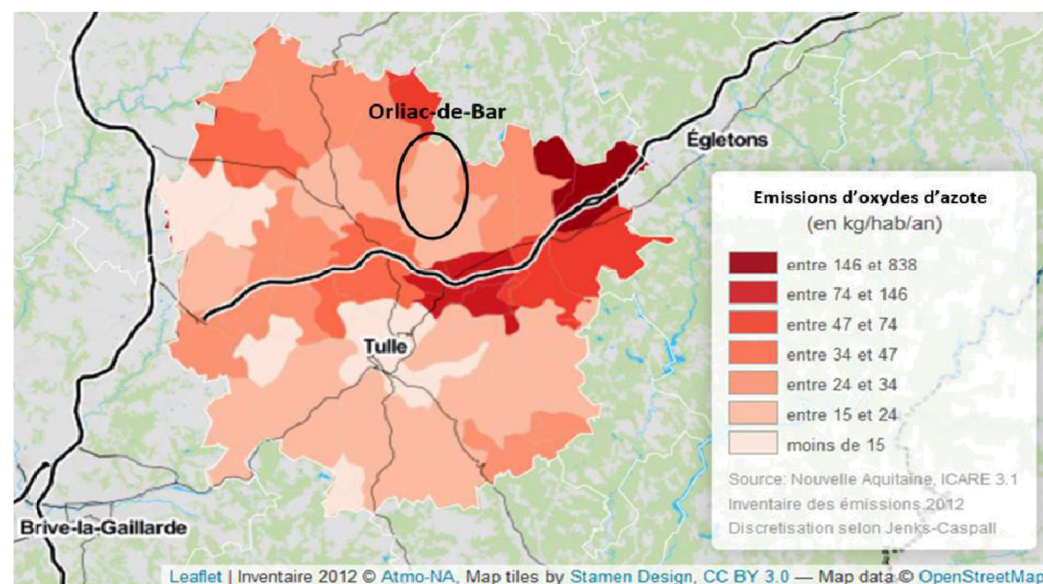 Orliac-de-Bar
Égletons
Tulle
Brive-la-Gaillarde
Emissions d'oxydes d'azote
(en kg/hab/an)
entre 146 et 838
entre 74 et 146
entre 47 et 74
entre 34 et 47
entre 24 et 34
entre 15 et 24
moins de 15
Source: Nouvelle Aquitaine, ICARE 3.1
Inventaire des émissions 2012
Discretisation selon Jenks-Caspall
Leaflet | Inventaire 2012 © Atmo-NA, Map tiles by Stamen Design, CC BY 3.0 — Map data © OpenStreetMap